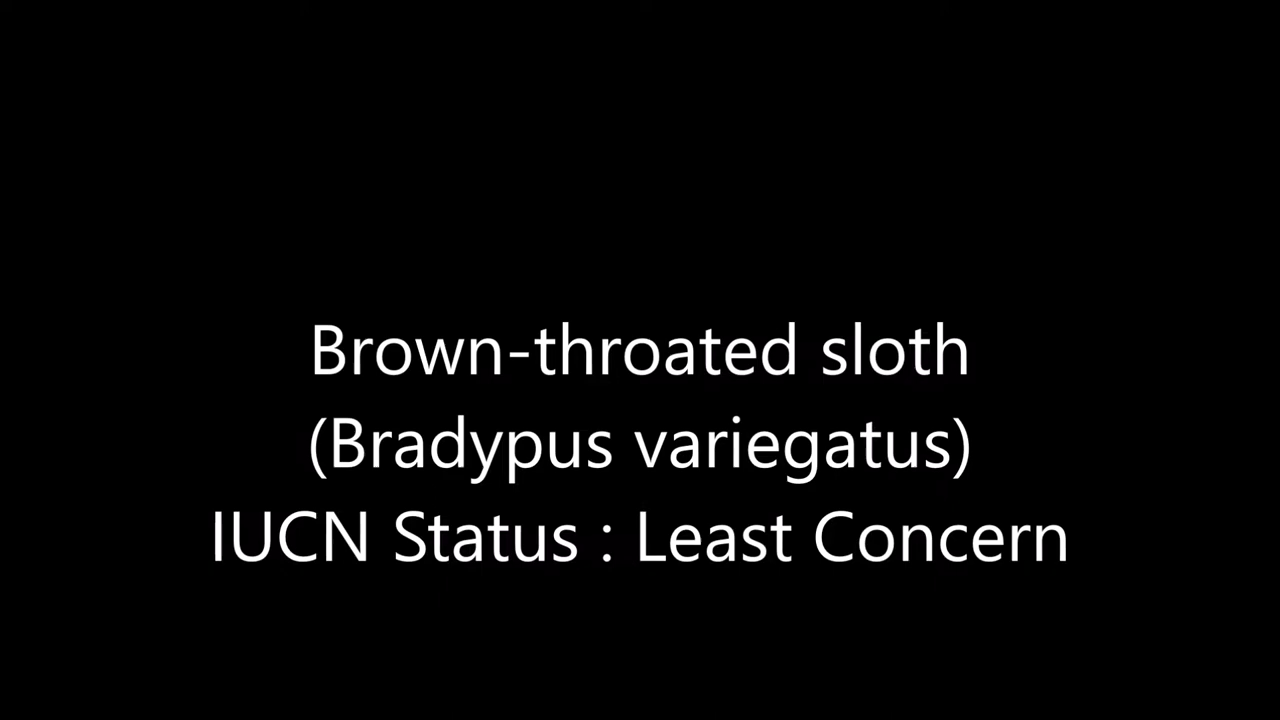 Brown-throated sloth
(Bradypus variegatus)
IUCN Status : Least Concern